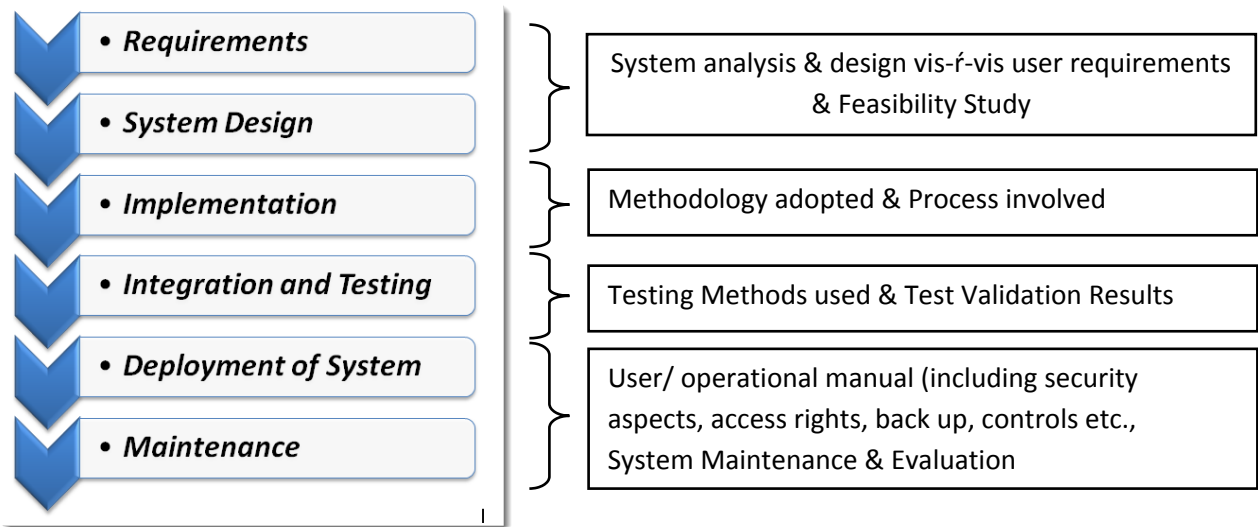 • Requirements
• System Design
• Implementation
• Integration and Testing
• Deployment of System
• Maintenance
System analysis & design vis-ŕ-vis user requirements
& Feasibility Study
Methodology adopted & Process involved
Testing Methods used & Test Validation Results
User/ operational manual (including security
aspects, access rights, back up, controls etc.,
System Maintenance & Evaluation